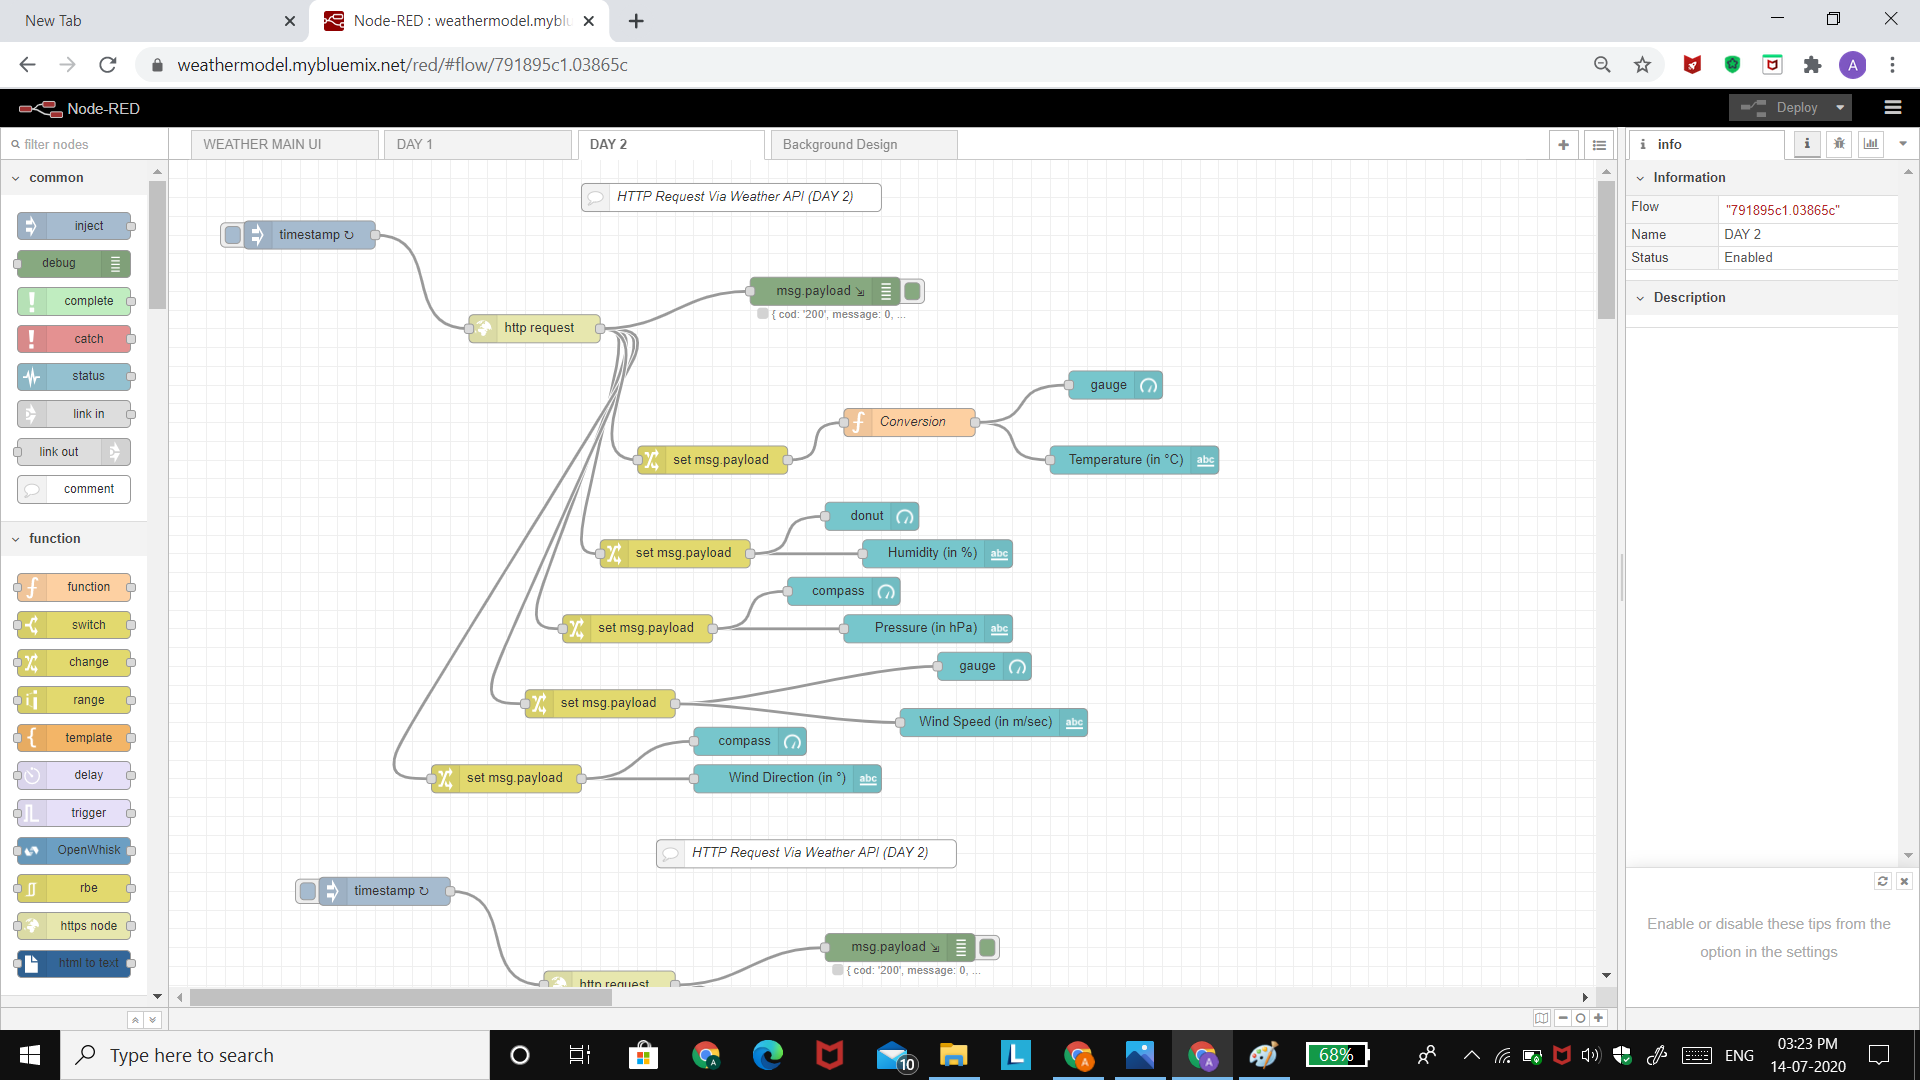 New Tab
Node-RED : weathermodel.mybl
weathermodel.mybluemix.net/red/#flow/791895c1.03865c
A
Node-RED
Deploy
filter nodes
WEATHER MAIN UI
DAY 1
DAY 2
Background Design
i info
i
common
inject
debug
complete
catch
status
link in
link out
comment
function
function
switch
change
range
template
delay
trigger
OpenWhisk
rbe
https node
html to text
HTTP Request Via Weather API (DAY 2)
timestamp ↻
msg.payload
{ cod: '200', message: 0, ...
http request
gauge
Conversion
set msg.payload
Temperature (in °C) abc
donut
set msg.payload
Humidity (in %) abc
compass
set msg.payload
Pressure (in hPa) abc
gauge
set msg.payload
Wind Speed (in m/sec) abc
compass
set msg.payload
Wind Direction (in °) abc
HTTP Request Via Weather API (DAY 2)
timestamp ↻
msg.payload
{ cod: '200', message: 0, ...
http request
Information
Flow "791895c1.03865c"
Name DAY 2
Status Enabled
Description
Enable or disable these tips from the
option in the settings
Type here to search
A
10
L
A
A
68%
ENG
03:23 PM
14-07-2020